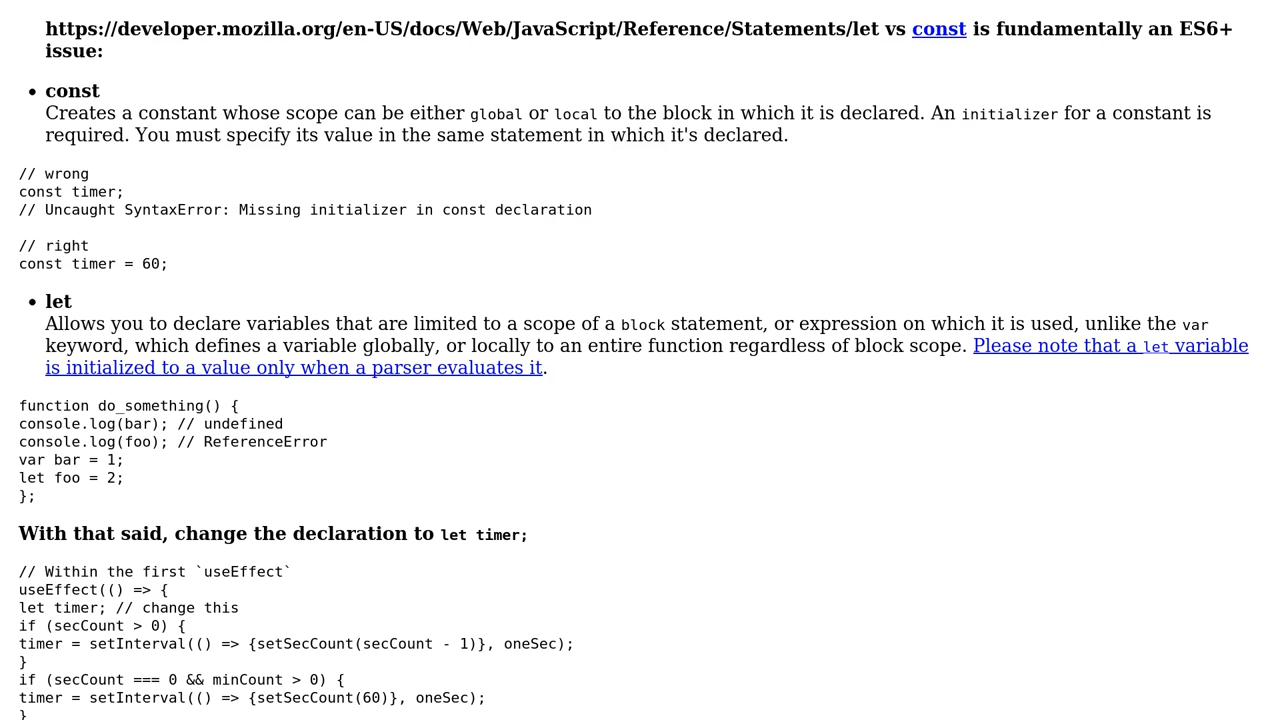 https://developer.mozilla.org/en-US/docs/Web/JavaScript/Reference/Statements/let vs const is fundamentally an ES6+
issue:
• const
Creates a constant whose scope can be either global or local to the block in which it is declared. An initializer for a constant is
required. You must specify its value in the same statement in which it's declared.
// wrong
const timer;
// Uncaught SyntaxError: Missing initializer in const declaration
// right
const timer = 60;
• let
Allows you to declare variables that are limited to a scope of a block statement, or expression on which it is used, unlike the var
keyword, which defines a variable globally, or locally to an entire function regardless of block scope. Please note that a let variable
is initialized to a value only when a parser evaluates it.
function do_something() {
console.log(bar); // undefined
console.log(foo); // ReferenceError
var bar = 1;
let foo = 2;
};
With that said, change the declaration to let timer;
// Within the first `useEffect`
useEffect(() => {
let timer; // change this
if (secCount > 0) {
timer = setInterval(() => {setSecCount(secCount - 1)}, oneSec);
}
if (secCount === 0 && minCount > 0) {
timer = setInterval(() => {setSecCount(60)}, oneSec);
}